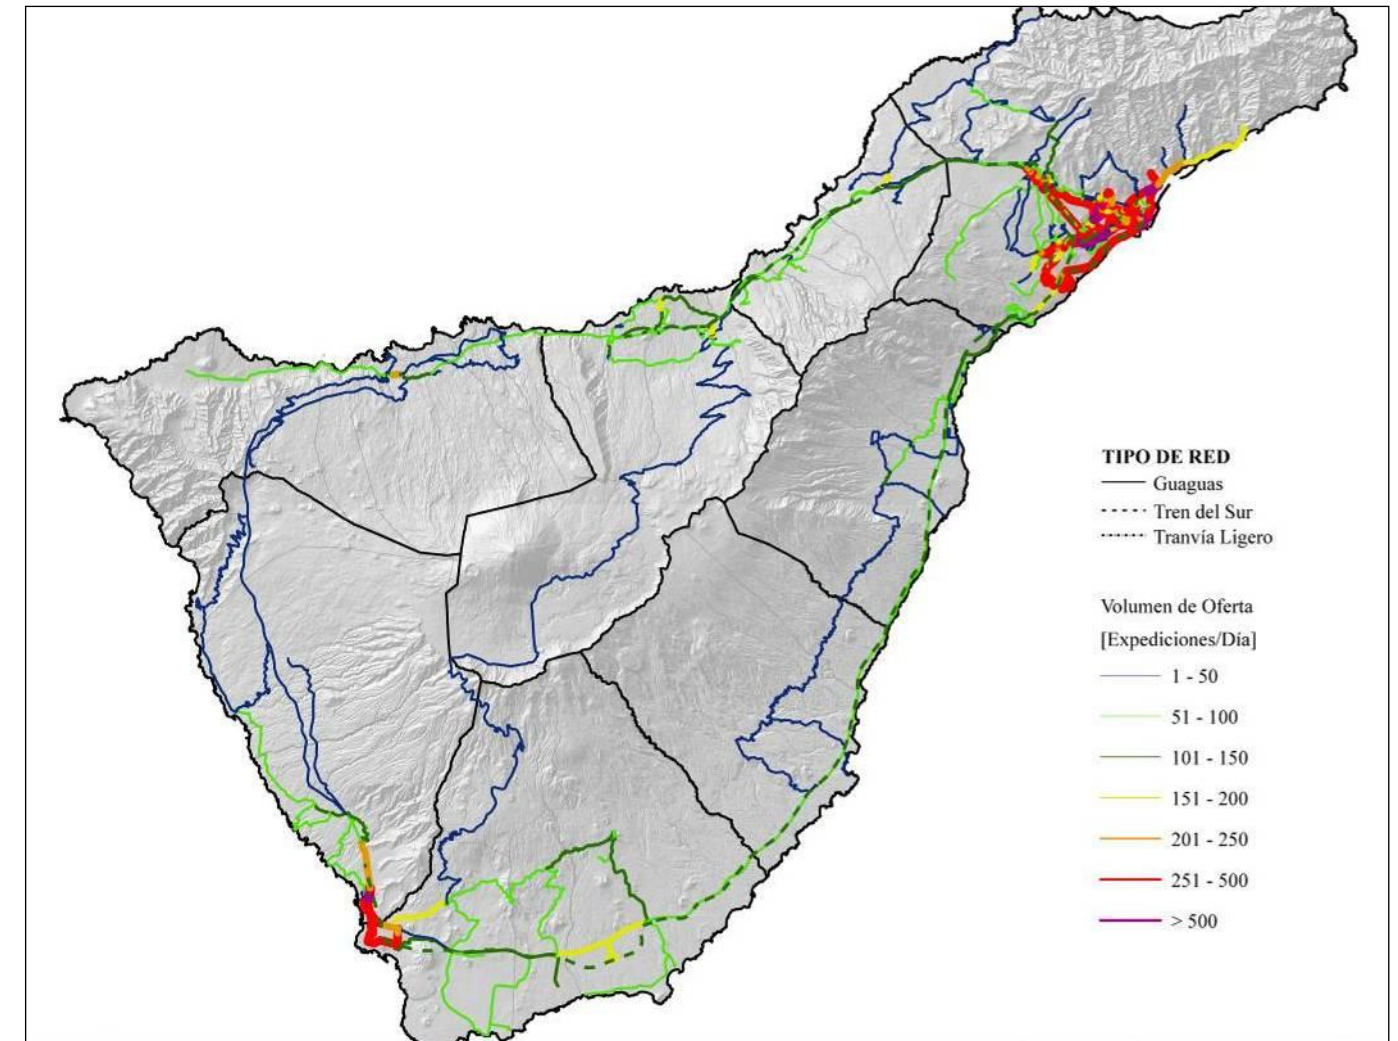 TIPO DE RED
Guaguas
Tren del Sur
Tranvía Ligero
Volumen de Oferta
[Expediciones/Día]
1 - 50
51 - 100
101 - 150
151 - 200
201 - 250
251 - 500
> 500